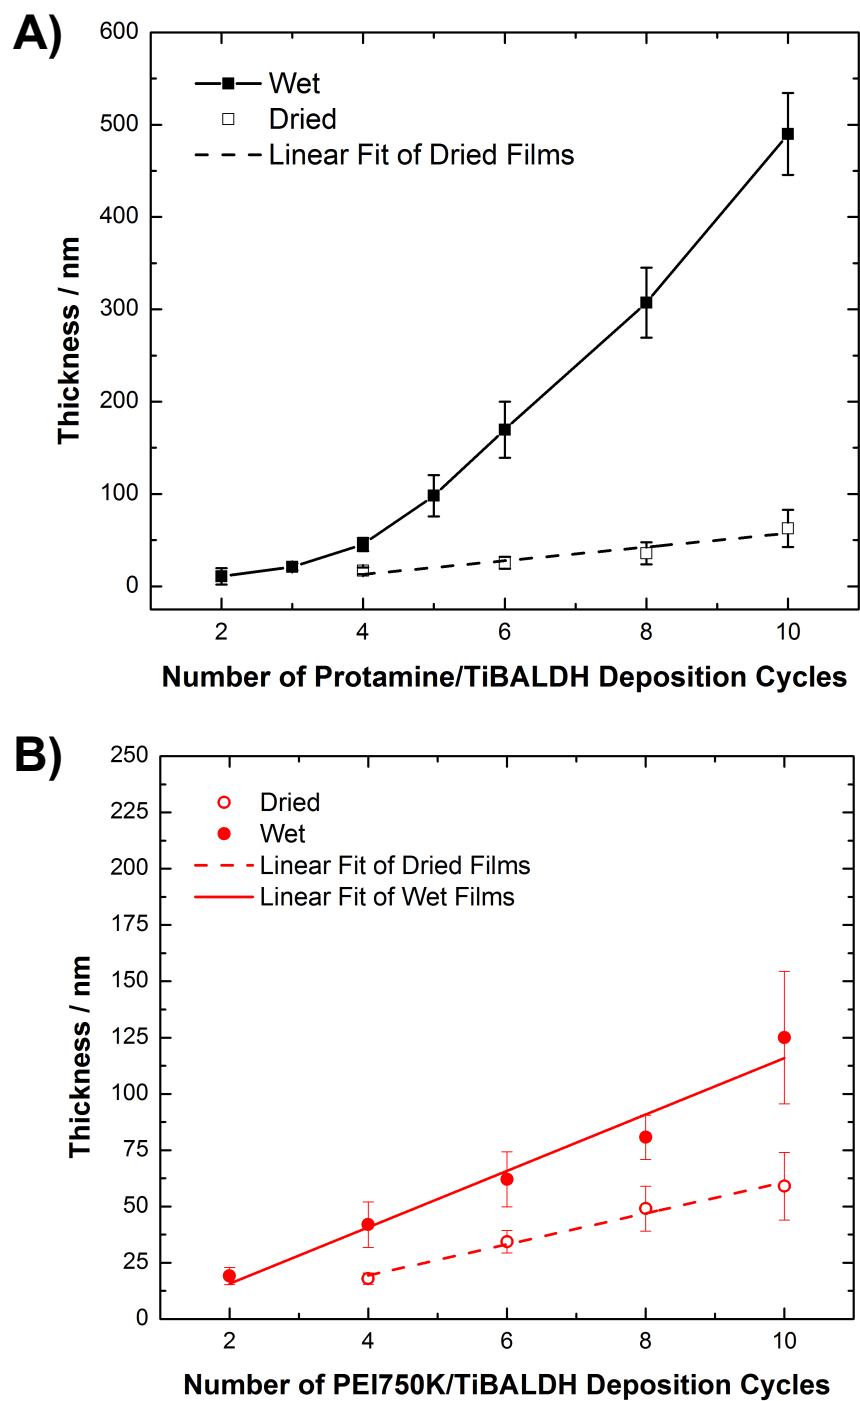 A)
600
500
400
300
200
100
0
Thickness / nm
Wet
Dried
Linear Fit of Dried Films
2 4 6 8 10
Number of Protamine/TiBALDH Deposition Cycles
B)
250
225
200
175
150
125
100
75
50
25
0
Thickness / nm
Dried
Wet
Linear Fit of Dried Films
Linear Fit of Wet Films
2 4 6 8 10
Number of PEI750K/TiBALDH Deposition Cycles